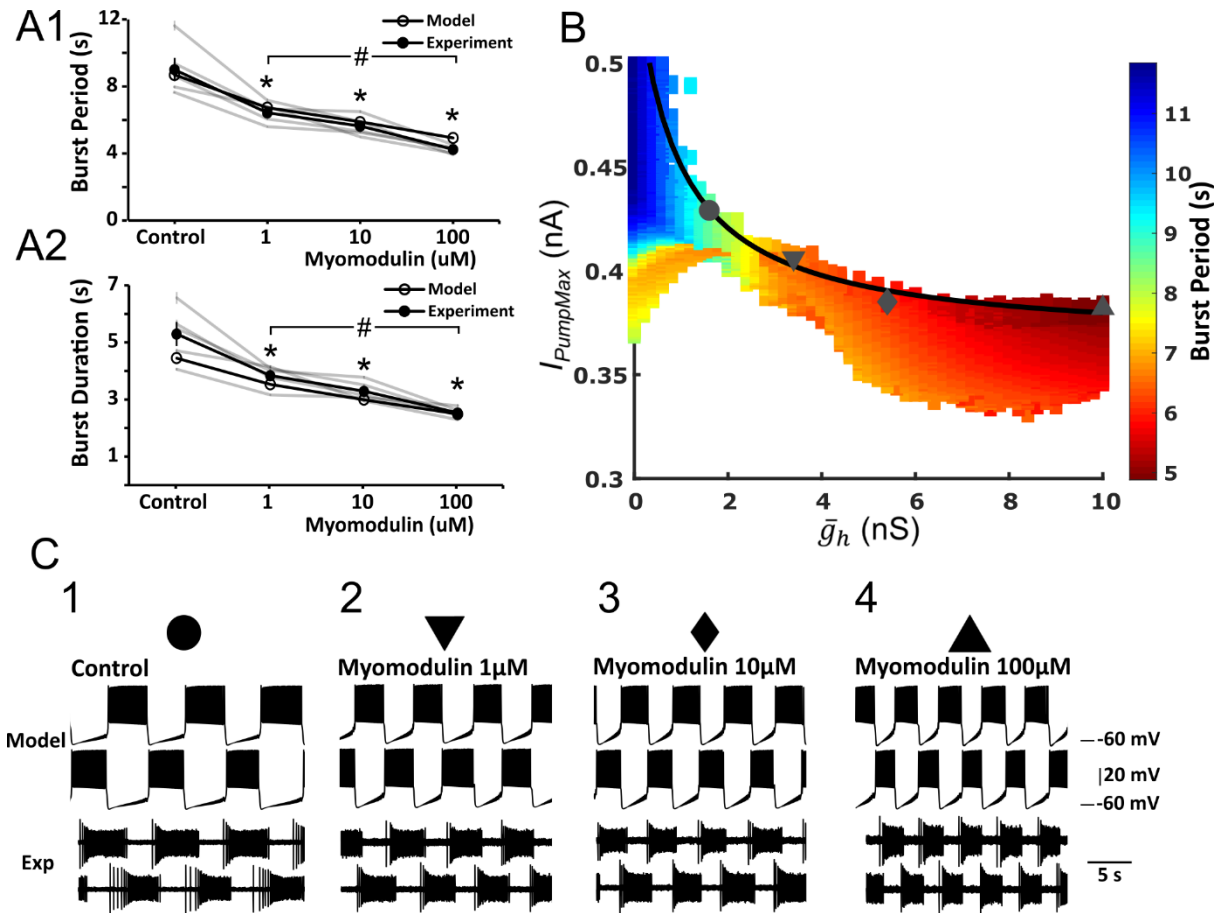 A1
Burst Period (s)
12
8
4
0
Model
Experiment
#
* * *
Control 1 10 100
Myomodulin (uM)
A2
Burst Duration (s)
7
5
3
1
Model
Experiment
#
* * *
Control 1 10 100
Myomodulin (uM)
B
I_PumpMax (nA)
0.5
0.45
0.4
0.35
0.3
0 2 4 6 8 10
ḡ_h (nS)
11
10
9
8
7
6
5
Burst Period (s)
C
1 2 3 4
Control Myomodulin 1μM Myomodulin 10μM Myomodulin 100μM
Model
-60 mV
20 mV
-60 mV
Exp
5 s